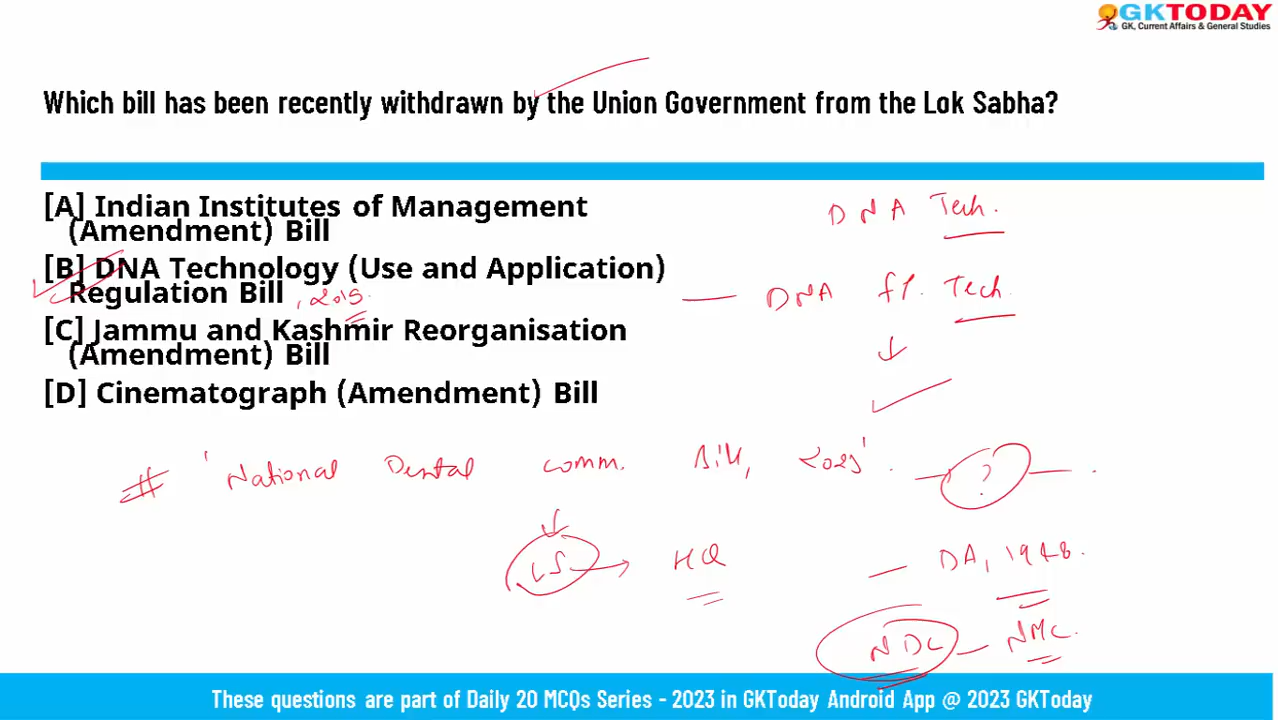 GKTODAY
GK, Current Affairs & General Studies
Which bill has been recently withdrawn by the Union Government from the Lok Sabha?
[A] Indian Institutes of Management
(Amendment) Bill
[B] DNA Technology (Use and Application)
Regulation Bill , 2019.
[C] Jammu and Kashmir Reorganisation
(Amendment) Bill
[D] Cinematograph (Amendment) Bill
DNA Tech.
DNA Tech.
# 'National Dental Comm. Bill, 2023'. ?
LS HQ
DA, 1948.
NDC NMC.
These questions are part of Daily 20 MCQs Series - 2023 in GKToday Android App @ 2023 GKToday